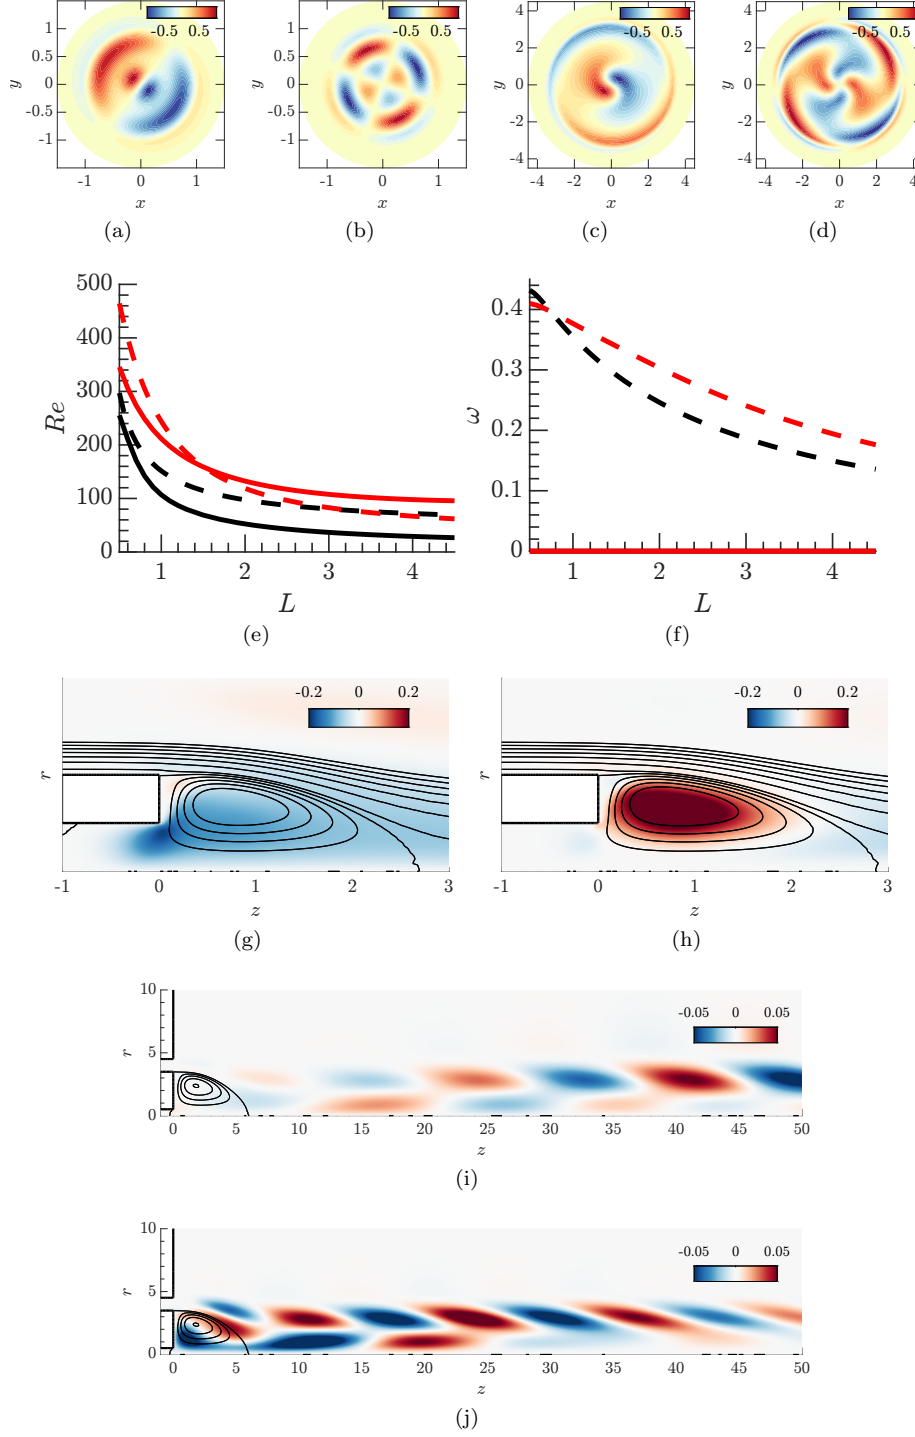 -0.5 0.5 -0.5 0.5 -0.5 0.5 -0.5 0.5
1 0.5 0 -0.5 -1
y
-1 0 1
x
(a)
1 0.5 0 -0.5 -1
y
-1 0 1
x
(b)
4 2 0 -2 -4
y
-4 -2 0 2 4
x
(c)
4 2 0 -2 -4
y
-4 -2 0 2 4
x
(d)
500 400 300 200 100 0
Re
1 2 3 4
L
(e)
0.4 0.3 0.2 0.1 0
ω
1 2 3 4
L
(f)
-0.2 0 0.2
r
-1 0 1 2 3
z
(g)
-0.2 0 0.2
r
-1 0 1 2 3
z
(h)
10 5 0
r
-0.05 0 0.05
0 5 10 15 20 25 30 35 40 45 50
z
(i)
10 5 0
r
-0.05 0 0.05
0 5 10 15 20 25 30 35 40 45 50
z
(j)